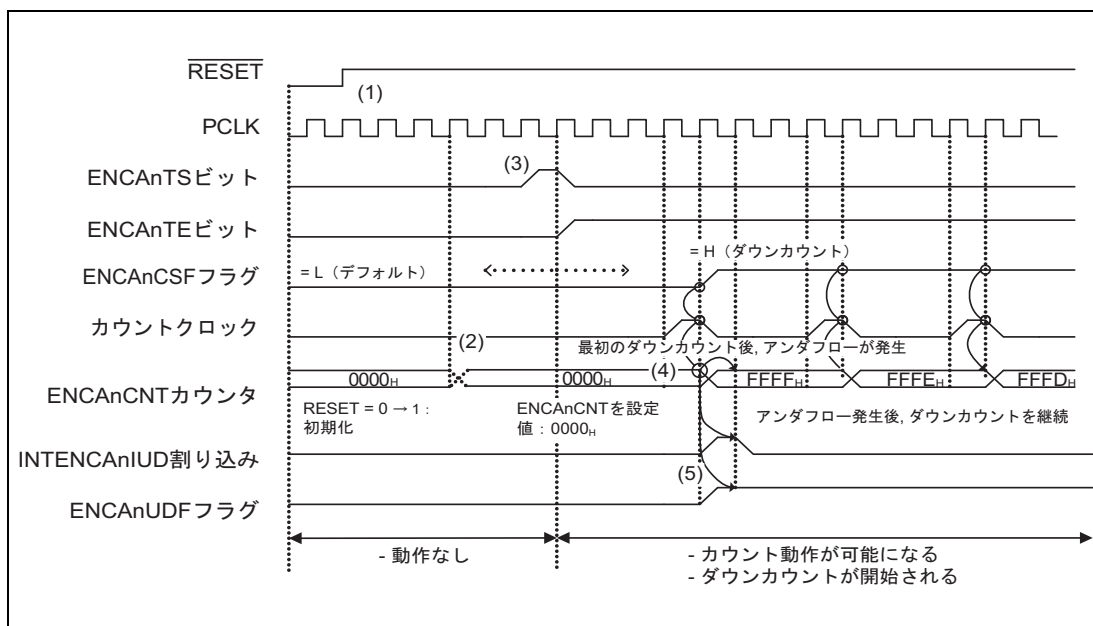 RESET
(1)
PCLK
(3)
ENCAnTSビット
ENCAnTEビット
= H（ダウンカウント）
ENCAnCSFフラグ
= L（デフォルト）
カウントクロック
(2)
最初のダウンカウント後, アンダフローが発生
0000H
0000H
(4)
FFFFH
FFFEH
FFFDH
ENCAnCNTカウンタ
RESET = 0 → 1 :
初期化
ENCAnCNTを設定
値 : 0000H
アンダフロー発生後, ダウンカウントを継続
INTENCAnIUD割り込み
(5)
ENCAnUDFフラグ
- 動作なし
- カウント動作が可能になる
- ダウンカウントが開始される